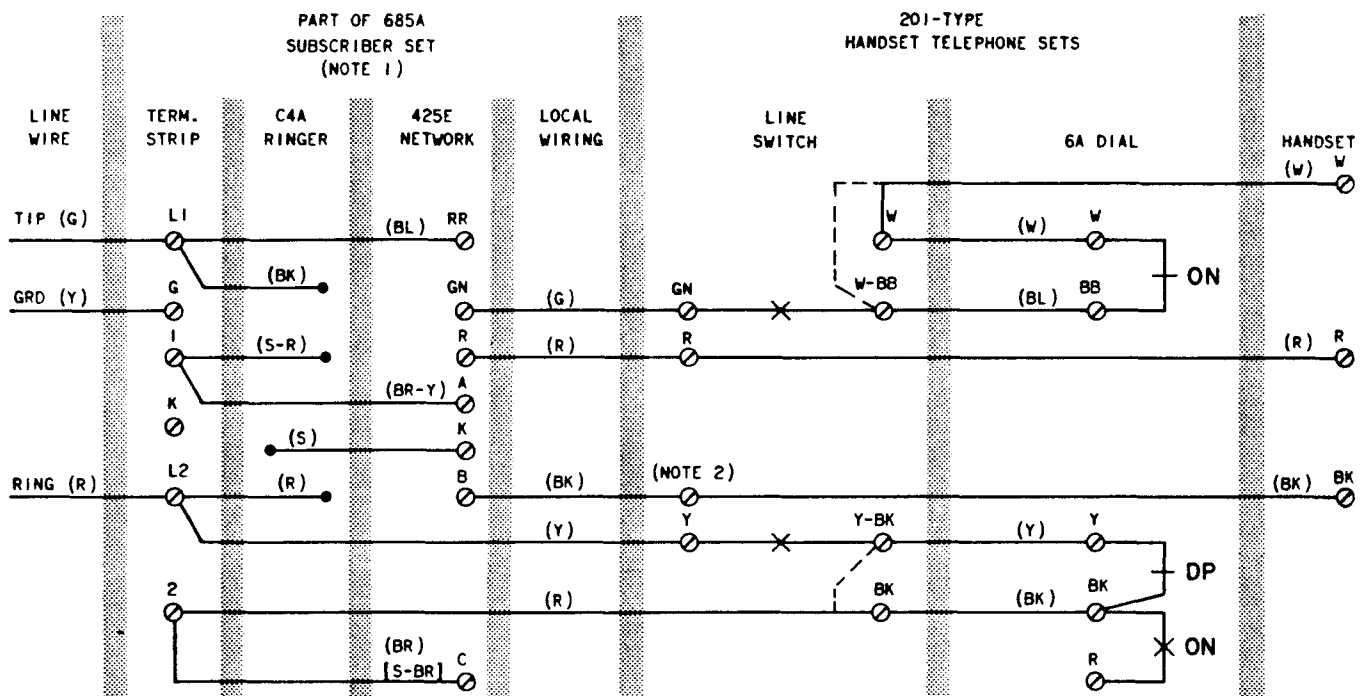 PART OF 685A
SUBSCRIBER SET
(NOTE 1)
201-TYPE
HANDSET TELEPHONE SETS
LINE
WIRE
TERM.
STRIP
C4A
RINGER
425E
NETWORK
LOCAL
WIRING
LINE
SWITCH
6A DIAL
HANDSET
(W) W
TIP (G) L1 (BL) RR W (W) W
(BK)
ON
GRD (Y) G GN (G) GN W-BB (BL) BB
1 (S-R) R (R) R (R) R
(BR-Y) A
K (S) K
RING (R) L2 (R) B (BK) (NOTE 2) (BK) BK
(Y) Y Y-BK (Y) Y
DP
2 (R) BK (BK) BK
ON
(BR)
[S-BR] C R